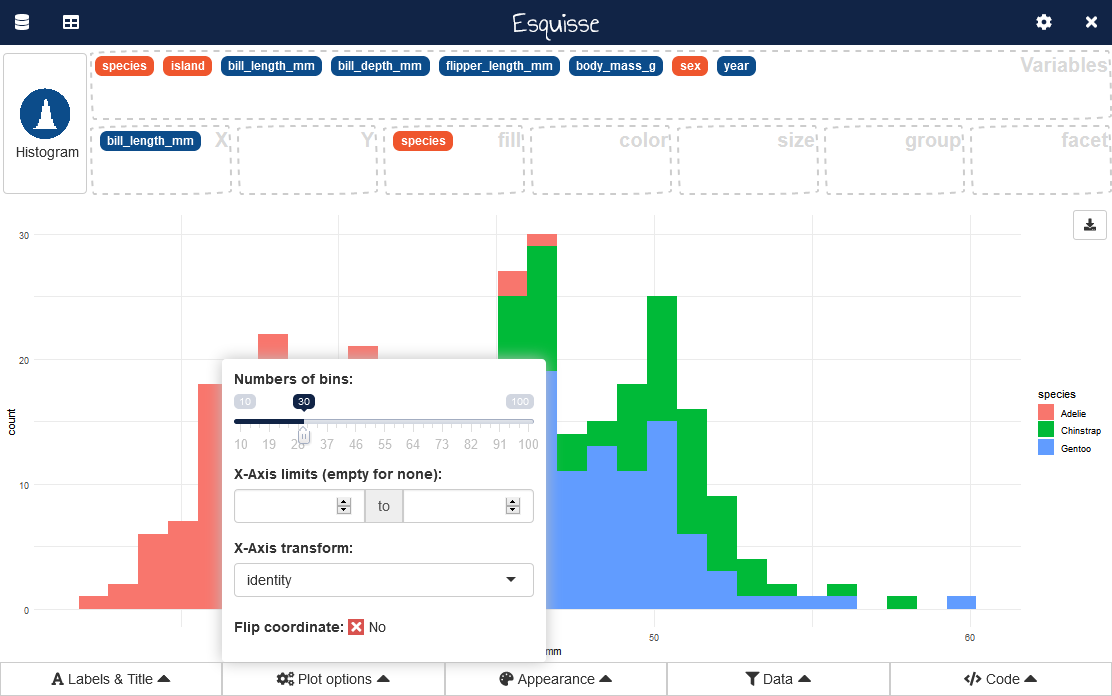 Esquisse
species island bill_length_mm bill_depth_mm flipper_length_mm body_mass_g sex year Variables
Histogram
bill_length_mm X Y species fill color size group facet
30
20
10
0
count
50 60
mm
species
Adelie
Chinstrap
Gentoo
Numbers of bins:
10 30 100
10 19 28 37 46 55 64 73 82 91 100
X-Axis limits (empty for none):
to
X-Axis transform:
identity
Flip coordinate: No
Labels & Title Plot options Appearance Data Code